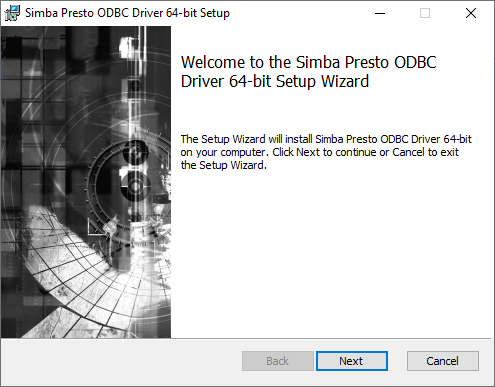 Simba Presto ODBC Driver 64-bit Setup
Welcome to the Simba Presto ODBC
Driver 64-bit Setup Wizard
The Setup Wizard will install Simba Presto ODBC Driver 64-bit
on your computer. Click Next to continue or Cancel to exit
the Setup Wizard.
Back Next Cancel